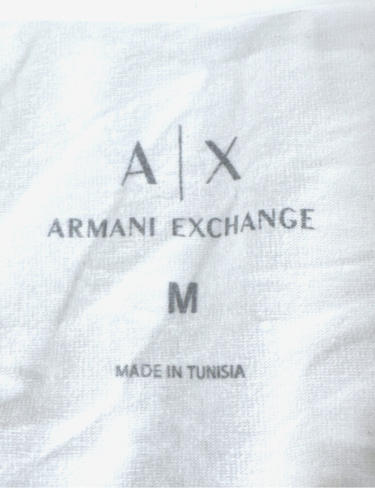 A|X
ARMANI EXCHANGE
M
MADE IN TUNISIA